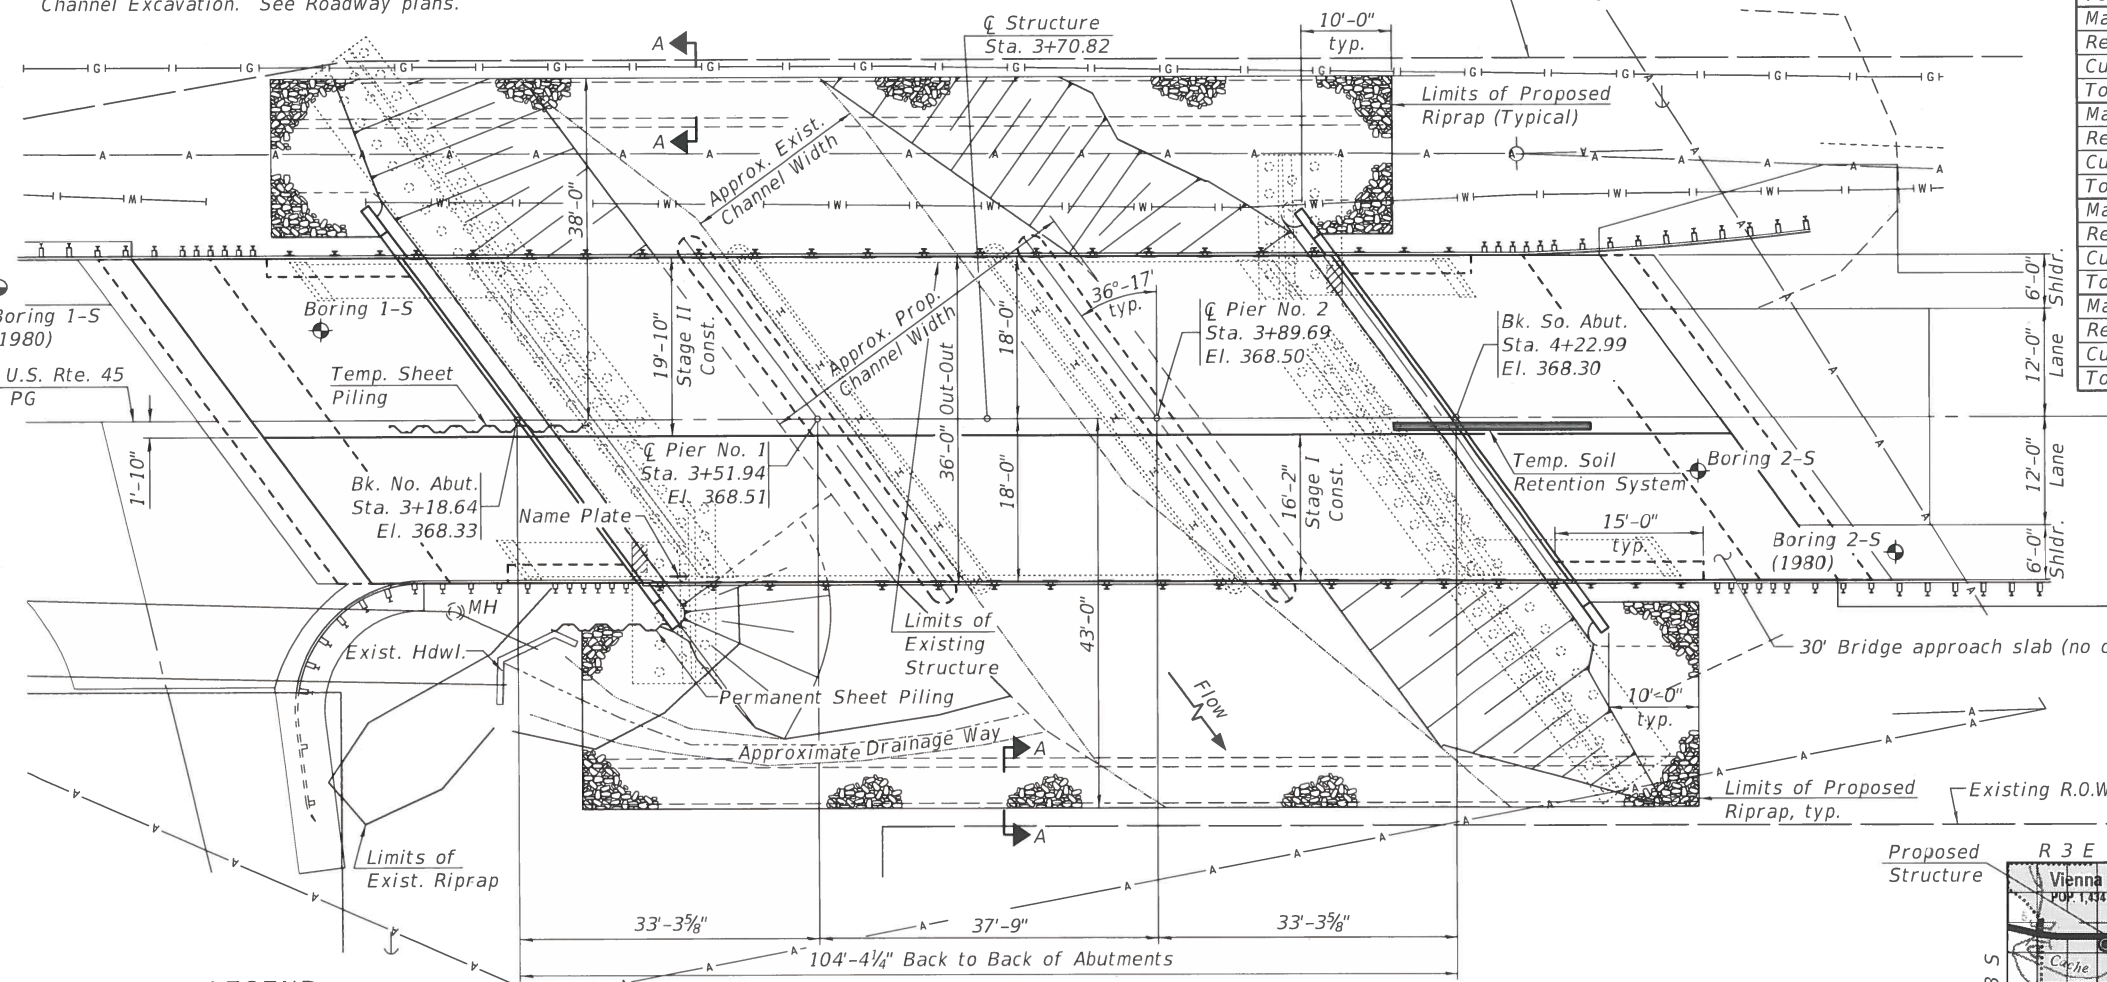 Channel Excavation. See Roadway plans.
℄ Structure
Sta. 3+70.82
10'-0"
typ.
A
A
Limits of Proposed
Riprap (Typical)
Approx. Exist.
Channel Width
38'-0"
Boring 1-S
(1980)
Boring 1-S
U.S. Rte. 45
PG
Temp. Sheet
Piling
1'-10"
19'-10"
Stage II
Const.
Approx. Prop.
Channel Width
36'-0" Out-Out
18'-0"
18'-0"
36°-17'
typ.
℄ Pier No. 2
Sta. 3+89.69
El. 368.50
Bk. So. Abut.
Sta. 4+22.99
El. 368.30
6'-0"
Shldr.
12'-0"
Lane
12'-0"
Lane
6'-0"
Shldr.
℄ Pier No. 1
Sta. 3+51.94
El. 368.51
Bk. No. Abut.
Sta. 3+18.64
El. 368.33
Name Plate
16'-2"
Stage I
Const.
Temp. Soil
Retention System
Boring 2-S
15'-0"
typ.
Boring 2-S
(1980)
MH
Exist. Hdwl.
Limits of
Existing
Structure
43'-0"
Permanent Sheet Piling
Approximate Drainage Way
Flow
30' Bridge approach slab (no
10'-0"
typ.
A
A
Limits of Proposed
Riprap, typ.
Existing R.O.W
Limits of
Exist. Riprap
Proposed
Structure
R 3 E
Vienna
POP. 1,434
Cache
33'-3⅝"
37'-9"
33'-3⅝"
104'-4¼" Back to Back of Abutments
LEGEND